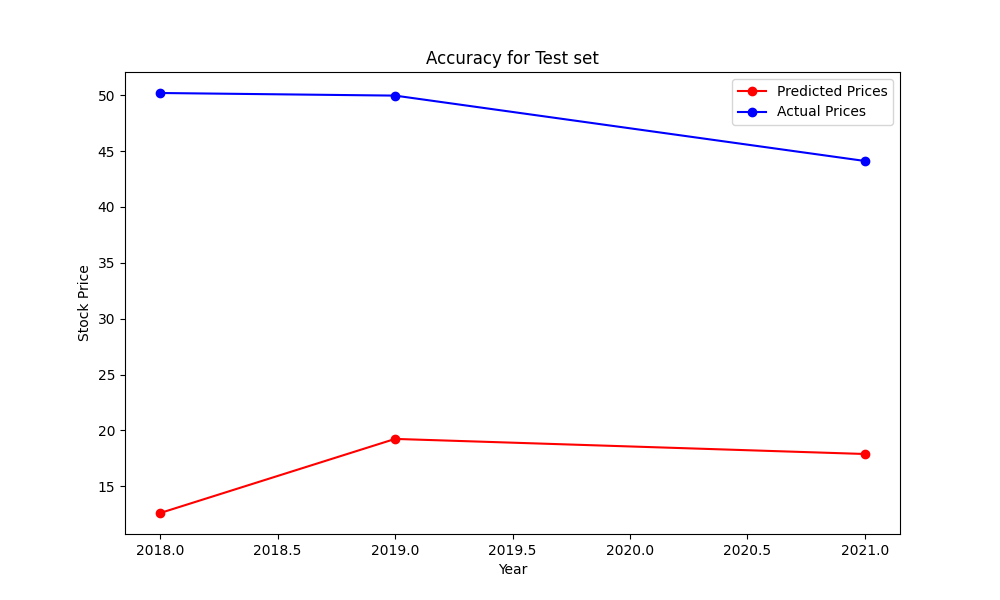 Accuracy for Test set
Predicted Prices
Actual Prices
50
45
40
35
30
25
20
15
Stock Price
2018.0 2018.5 2019.0 2019.5 2020.0 2020.5 2021.0
Year